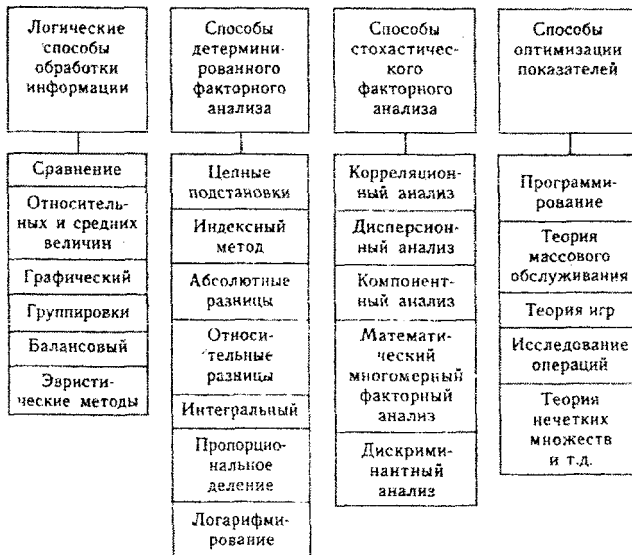 Логические
способы
обработки
информации
Сравнение
Относитель-
ных и средних
величин
Графический
Группировки
Балансовый
Эвристи-
ческие методы
Способы
детермини-
рованного
факторного
анализа
Цепные
подстановки
Индексный
метод
Абсолютные
разницы
Относи-
тельные
разницы
Интегральный
Пропорцио-
нальное
деление
Логарифми-
рование
Способы
стохастичес-
кого
факторного
анализа
Корреляцион-
ный анализ
Дисперсион-
ный анализ
Компонент-
ный анализ
Математи-
ческий
многомерный
факторный
анализ
Дискрими-
нантный
анализ
Способы
оптимизации
показателей
Программи-
рование
Теория
массового
обслуживания
Теория игр
Исследование
операций
Теория
нечетких
множеств
и т.д.